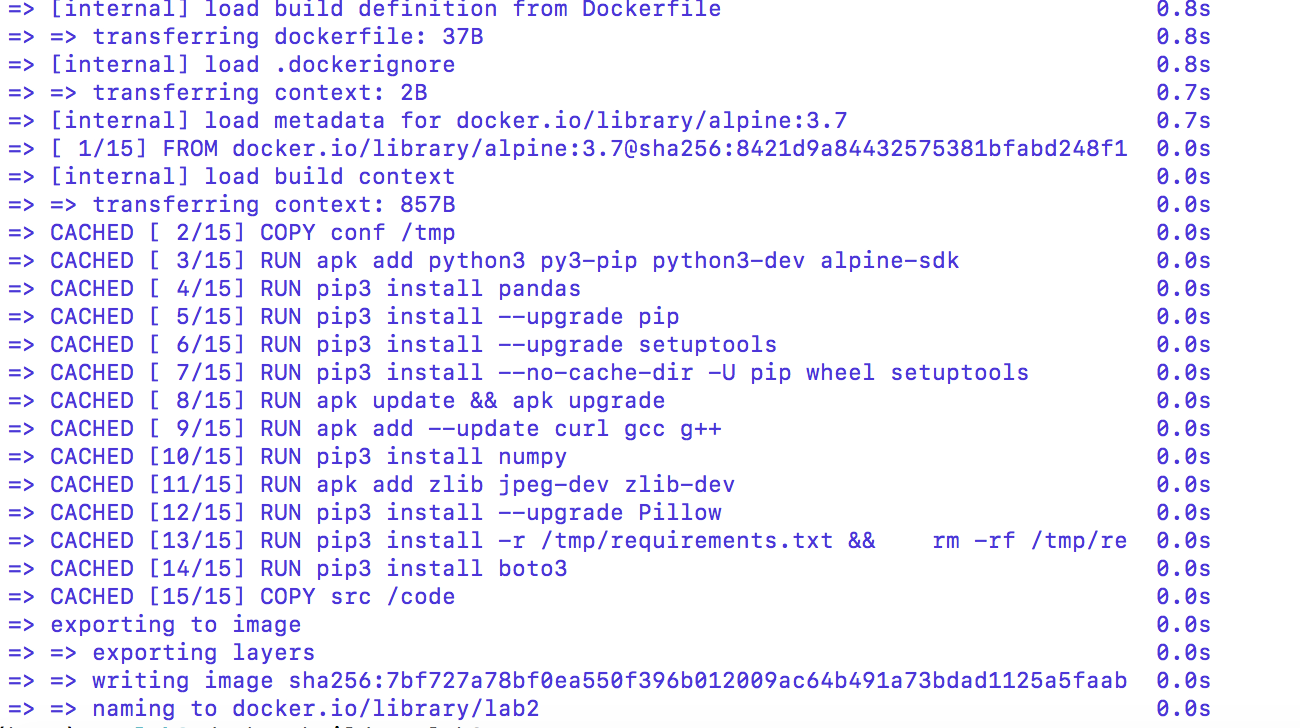 => [internal] load build definition from Dockerfile 0.8s
=> => transferring dockerfile: 37B 0.8s
=> [internal] load .dockerignore 0.8s
=> => transferring context: 2B 0.7s
=> [internal] load metadata for docker.io/library/alpine:3.7 0.7s
=> [ 1/15] FROM docker.io/library/alpine:3.7@sha256:8421d9a84432575381bfabd248f1 0.0s
=> [internal] load build context 0.0s
=> => transferring context: 857B 0.0s
=> CACHED [ 2/15] COPY conf /tmp 0.0s
=> CACHED [ 3/15] RUN apk add python3 py3-pip python3-dev alpine-sdk 0.0s
=> CACHED [ 4/15] RUN pip3 install pandas 0.0s
=> CACHED [ 5/15] RUN pip3 install --upgrade pip 0.0s
=> CACHED [ 6/15] RUN pip3 install --upgrade setuptools 0.0s
=> CACHED [ 7/15] RUN pip3 install --no-cache-dir -U pip wheel setuptools 0.0s
=> CACHED [ 8/15] RUN apk update && apk upgrade 0.0s
=> CACHED [ 9/15] RUN apk add --update curl gcc g++ 0.0s
=> CACHED [10/15] RUN pip3 install numpy 0.0s
=> CACHED [11/15] RUN apk add zlib jpeg-dev zlib-dev 0.0s
=> CACHED [12/15] RUN pip3 install --upgrade Pillow 0.0s
=> CACHED [13/15] RUN pip3 install -r /tmp/requirements.txt &&    rm -rf /tmp/re 0.0s
=> CACHED [14/15] RUN pip3 install boto3 0.0s
=> CACHED [15/15] COPY src /code 0.0s
=> exporting to image 0.0s
=> => exporting layers 0.0s
=> => writing image sha256:7bf727a78bf0ea550f396b012009ac64b491a73bdad1125a5faab 0.0s
=> => naming to docker.io/library/lab2 0.0s